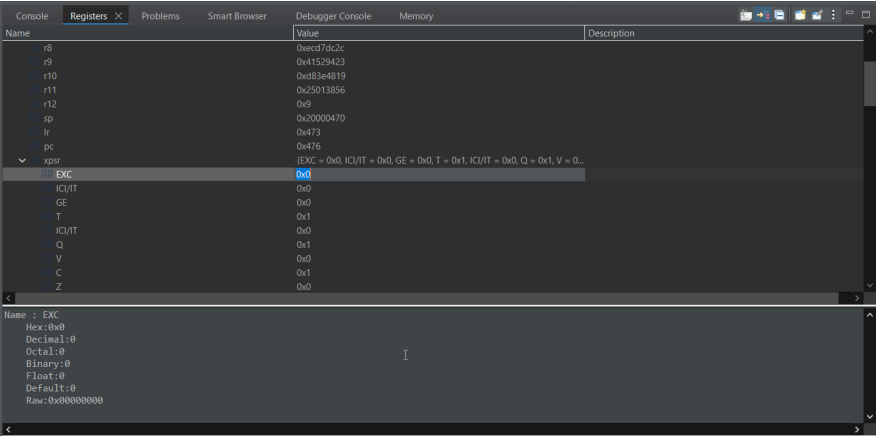 Console Registers Problems Smart Browser Debugger Console Memory
Name Value Description
r8 0xecd7dc2c
r9 0x41529423
r10 0xd83e4819
r11 0x25013856
r12 0x9
sp 0x20000470
lr 0x473
pc 0x476
xpsr {EXC = 0x0, ICI/IT = 0x0, GE = 0x0, T = 0x1, ICI/IT = 0x0, Q = 0x1, V = 0...
EXC 0x0
ICI/IT 0x0
GE 0x0
T 0x1
ICI/IT 0x0
Q 0x1
V 0x0
C 0x1
Z 0x0
Name : EXC
Hex:0x0
Decimal:0
Octal:0
Binary:0
Float:0
Default:0
Raw:0x00000000